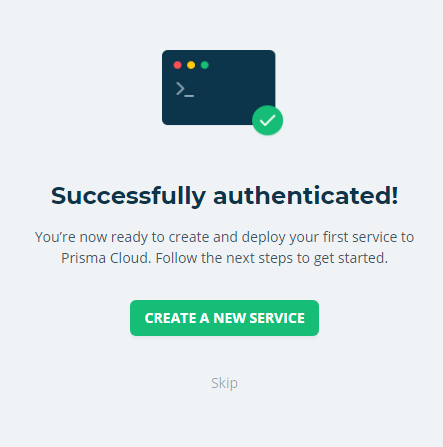 Successfully authenticated!
You’re now ready to create and deploy your first service to
Prisma Cloud. Follow the next steps to get started.
CREATE A NEW SERVICE
Skip